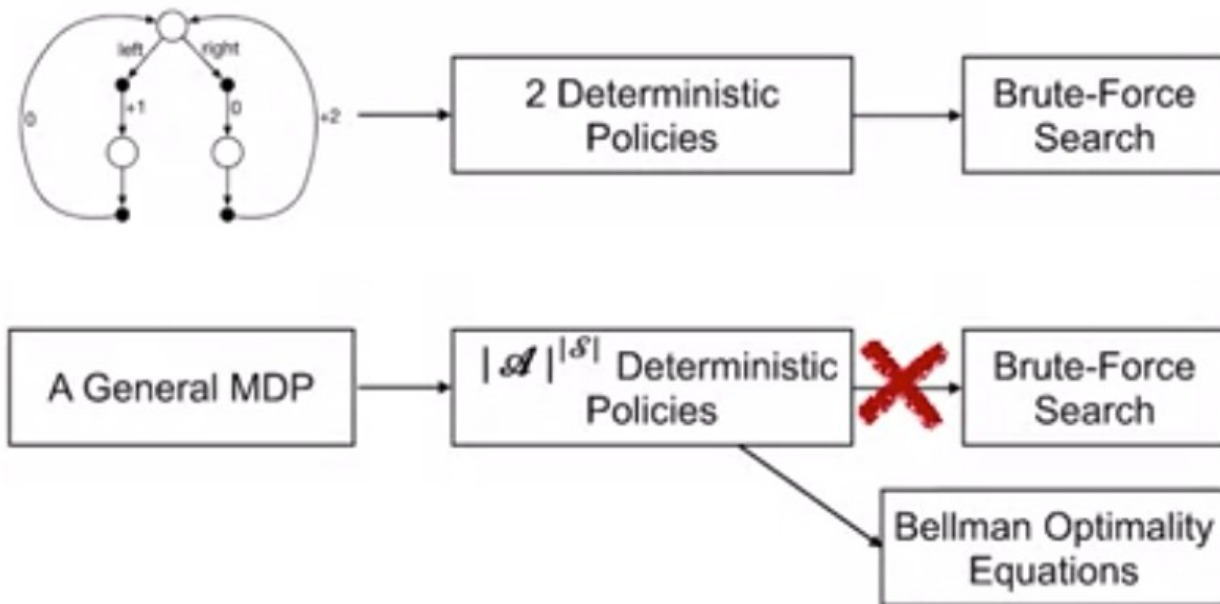 left right
+1 0
0 +2
2 Deterministic
Policies
Brute-Force
Search
A General MDP
|𝒜|^|𝒮| Deterministic
Policies
Brute-Force
Search
Bellman Optimality
Equations